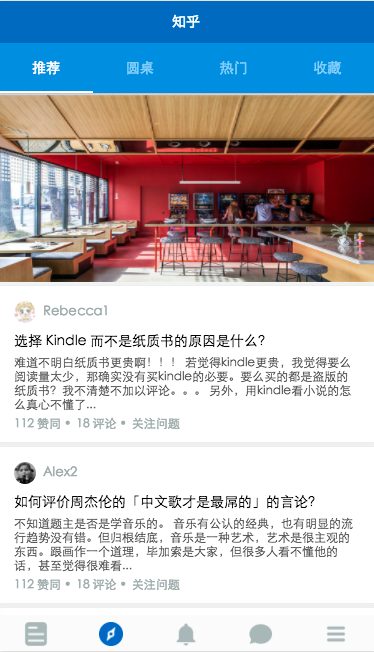 知乎
推荐 圆桌 热门 收藏
Rebecca1
选择 Kindle 而不是纸质书的原因是什么？
难道不明白纸质书更贵啊！！！ 若觉得kindle更贵，我觉得要么
阅读量太少，那确实没有买kindle的必要。要么买的都是盗版的
纸质书？我不清楚不加以评论。。。 另外，用kindle看小说的怎
么真心不懂了...
112 赞同 • 18 评论 • 关注问题
Alex2
如何评价周杰伦的「中文歌才是最屌的」的言论？
不知道题主是否是学音乐的。 音乐有公认的经典，也有明显的流
行趋势没有错。但归根结底，音乐是一种艺术，艺术是很主观的
东西。跟画作一个道理，毕加索是大家，但很多人看不懂他的
话，甚至觉得很难看...
112 赞同 • 18 评论 • 关注问题